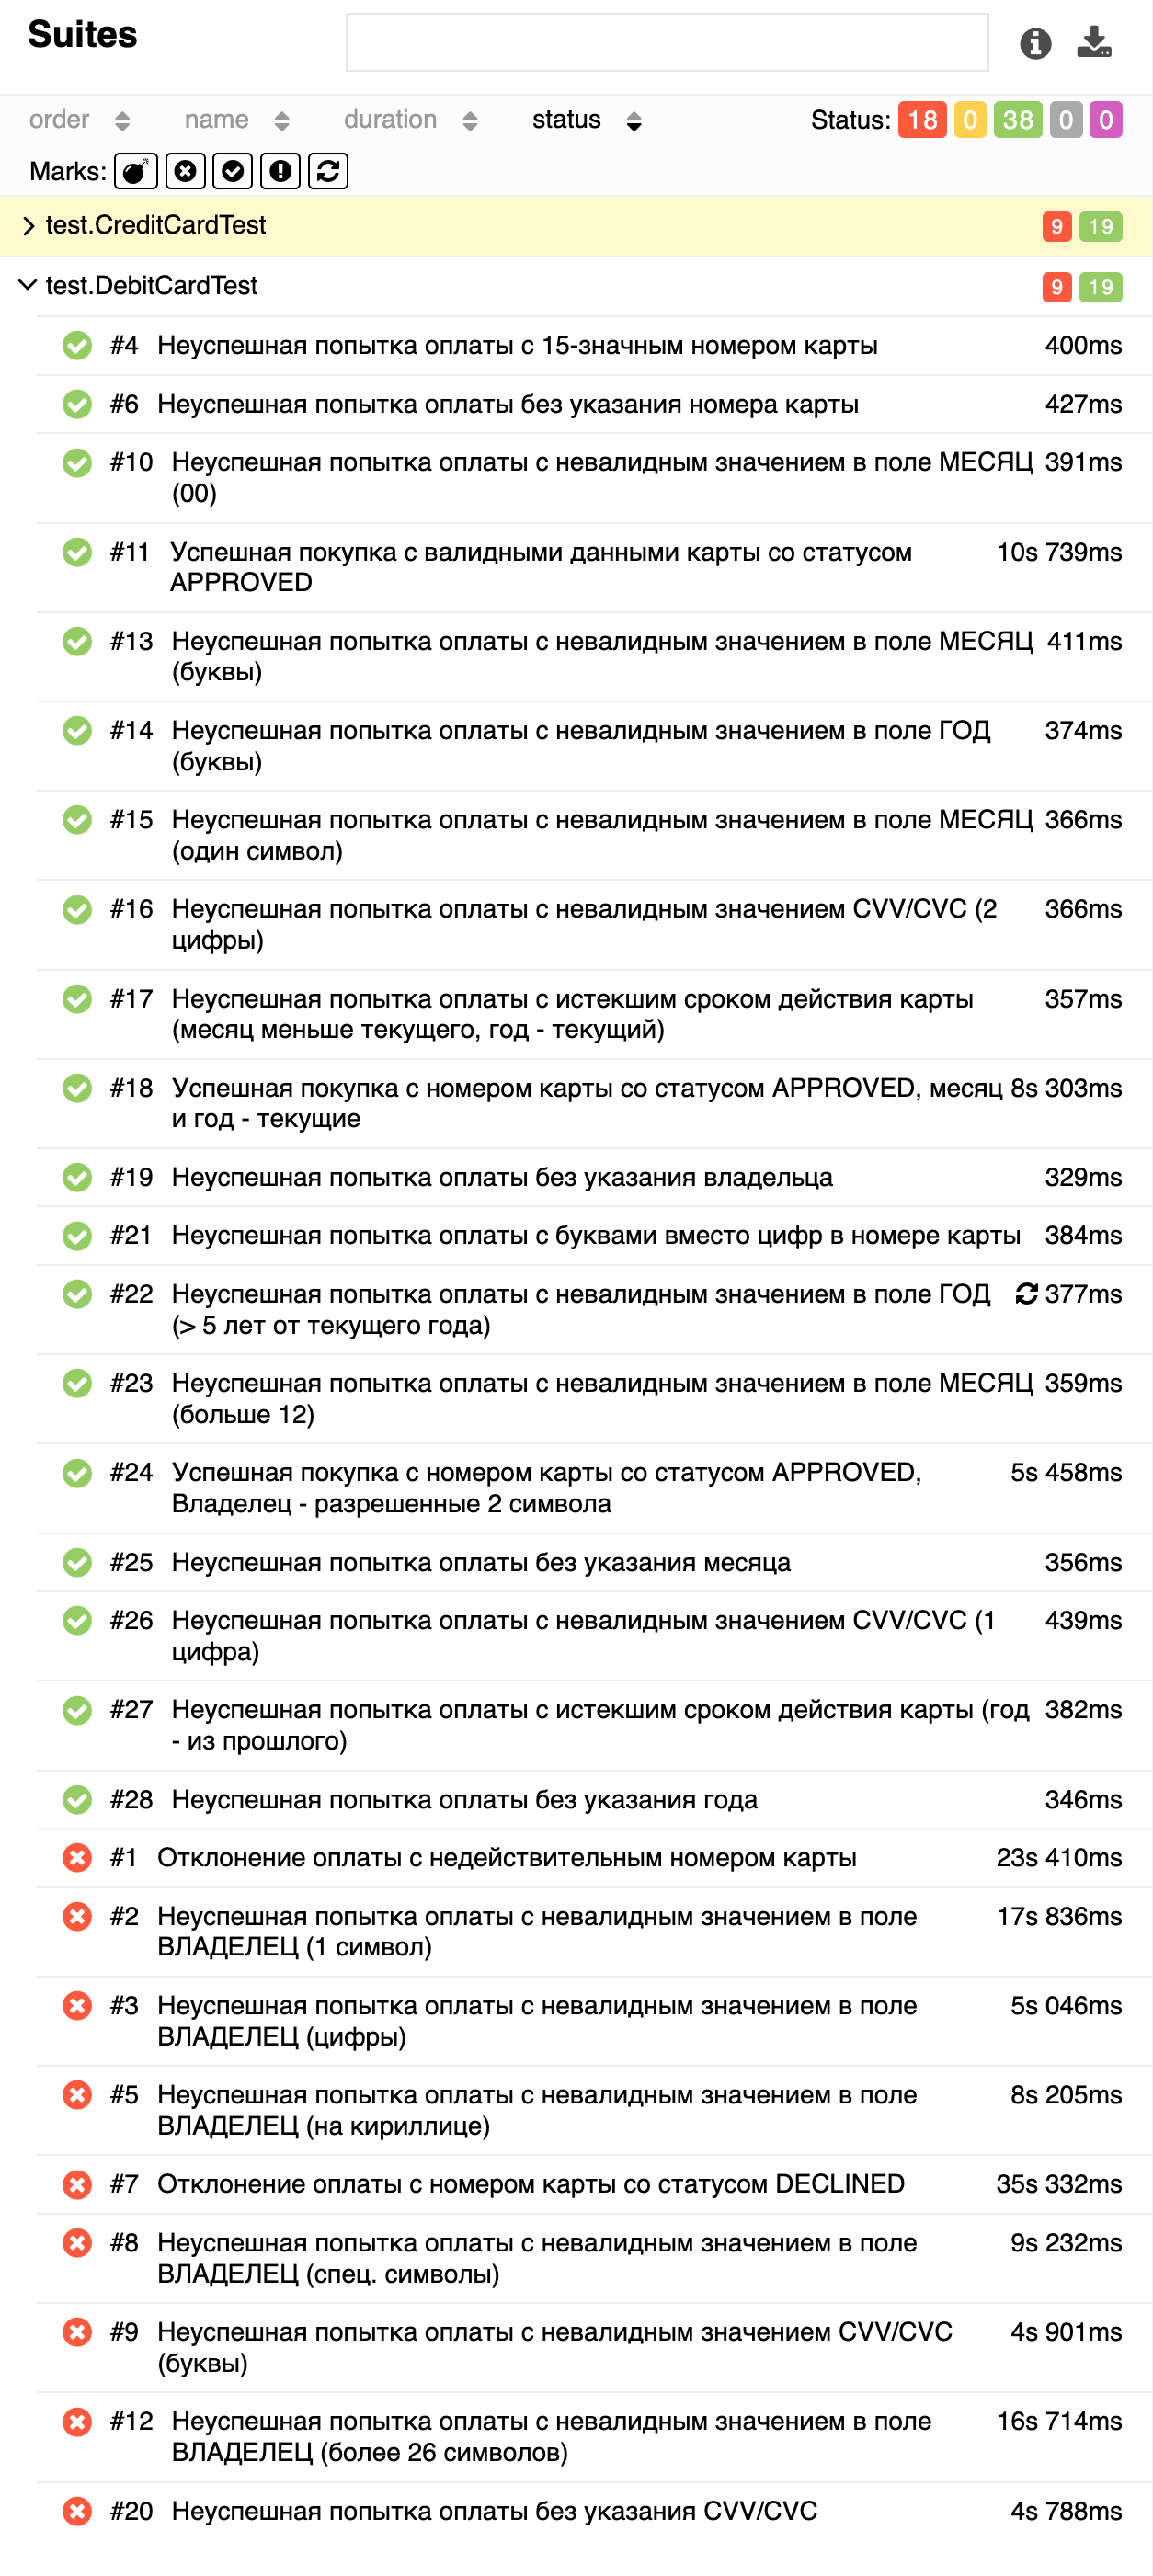 Suites
order name duration status Status: 18 0 38 0 0
Marks:
test.CreditCardTest 9 19
test.DebitCardTest 9 19
#4 Неуспешная попытка оплаты с 15-значным номером карты 400ms
#6 Неуспешная попытка оплаты без указания номера карты 427ms
#10 Неуспешная попытка оплаты с невалидным значением в поле МЕСЯЦ 391ms
(00)
#11 Успешная покупка с валидными данными карты со статусом 10s 739ms
APPROVED
#13 Неуспешная попытка оплаты с невалидным значением в поле МЕСЯЦ 411ms
(буквы)
#14 Неуспешная попытка оплаты с невалидным значением в поле ГОД 374ms
(буквы)
#15 Неуспешная попытка оплаты с невалидным значением в поле МЕСЯЦ 366ms
(один символ)
#16 Неуспешная попытка оплаты с невалидным значением CVV/CVC (2 366ms
цифры)
#17 Неуспешная попытка оплаты с истекшим сроком действия карты 357ms
(месяц меньше текущего, год - текущий)
#18 Успешная покупка с номером карты со статусом APPROVED, месяц 8s 303ms
и год - текущие
#19 Неуспешная попытка оплаты без указания владельца 329ms
#21 Неуспешная попытка оплаты с буквами вместо цифр в номере карты 384ms
#22 Неуспешная попытка оплаты с невалидным значением в поле ГОД 377ms
(> 5 лет от текущего года)
#23 Неуспешная попытка оплаты с невалидным значением в поле МЕСЯЦ 359ms
(больше 12)
#24 Успешная покупка с номером карты со статусом APPROVED, 5s 458ms
Владелец - разрешенные 2 символа
#25 Неуспешная попытка оплаты без указания месяца 356ms
#26 Неуспешная попытка оплаты с невалидным значением CVV/CVC (1 439ms
цифра)
#27 Неуспешная попытка оплаты с истекшим сроком действия карты (год 382ms
- из прошлого)
#28 Неуспешная попытка оплаты без указания года 346ms
#1 Отклонение оплаты с недействительным номером карты 23s 410ms
#2 Неуспешная попытка оплаты с невалидным значением в поле 17s 836ms
ВЛАДЕЛЕЦ (1 символ)
#3 Неуспешная попытка оплаты с невалидным значением в поле 5s 046ms
ВЛАДЕЛЕЦ (цифры)
#5 Неуспешная попытка оплаты с невалидным значением в поле 8s 205ms
ВЛАДЕЛЕЦ (на кириллице)
#7 Отклонение оплаты с номером карты со статусом DECLINED 35s 332ms
#8 Неуспешная попытка оплаты с невалидным значением в поле 9s 232ms
ВЛАДЕЛЕЦ (спец. символы)
#9 Неуспешная попытка оплаты с невалидным значением CVV/CVC 4s 901ms
(буквы)
#12 Неуспешная попытка оплаты с невалидным значением в поле 16s 714ms
ВЛАДЕЛЕЦ (более 26 символов)
#20 Неуспешная попытка оплаты без указания CVV/CVC 4s 788ms